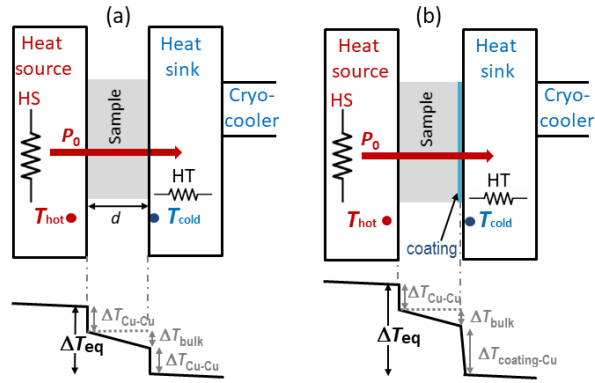 (a)
Heat
source
HS
P0
Thot
Sample
d
Heat
sink
HT
Tcold
Cryo-
cooler
ΔTeq
ΔTCu-Cu
ΔTbulk
ΔTCu-Cu
(b)
Heat
source
HS
P0
Thot
Sample
coating
Heat
sink
HT
Tcold
Cryo-
cooler
ΔTeq
ΔTCu-Cu
ΔTbulk
ΔTcoating-Cu